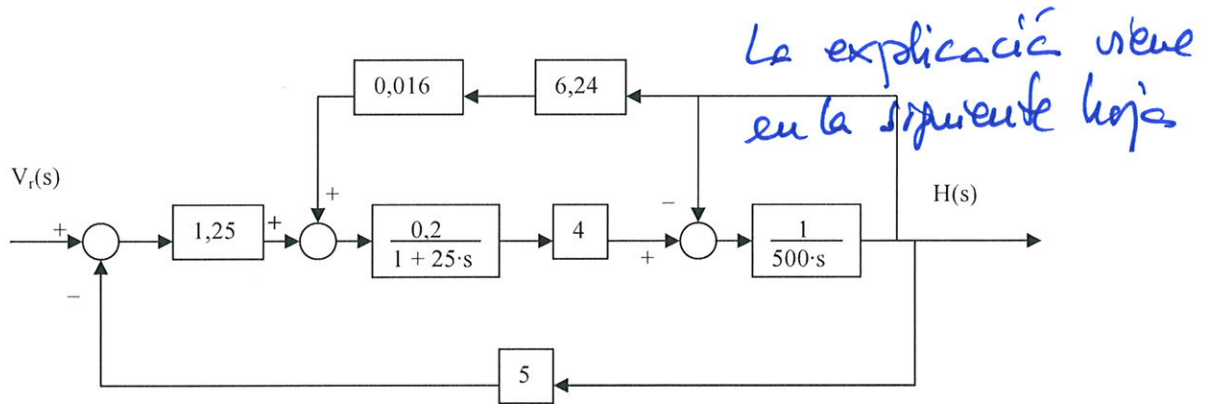 La explicació viene
en la siguiente hoja
0,016
6,24
Vr(s)
H(s)
+
−
+
1,25
+
0,2
1 + 25·s
4
+
1
500·s
−
5